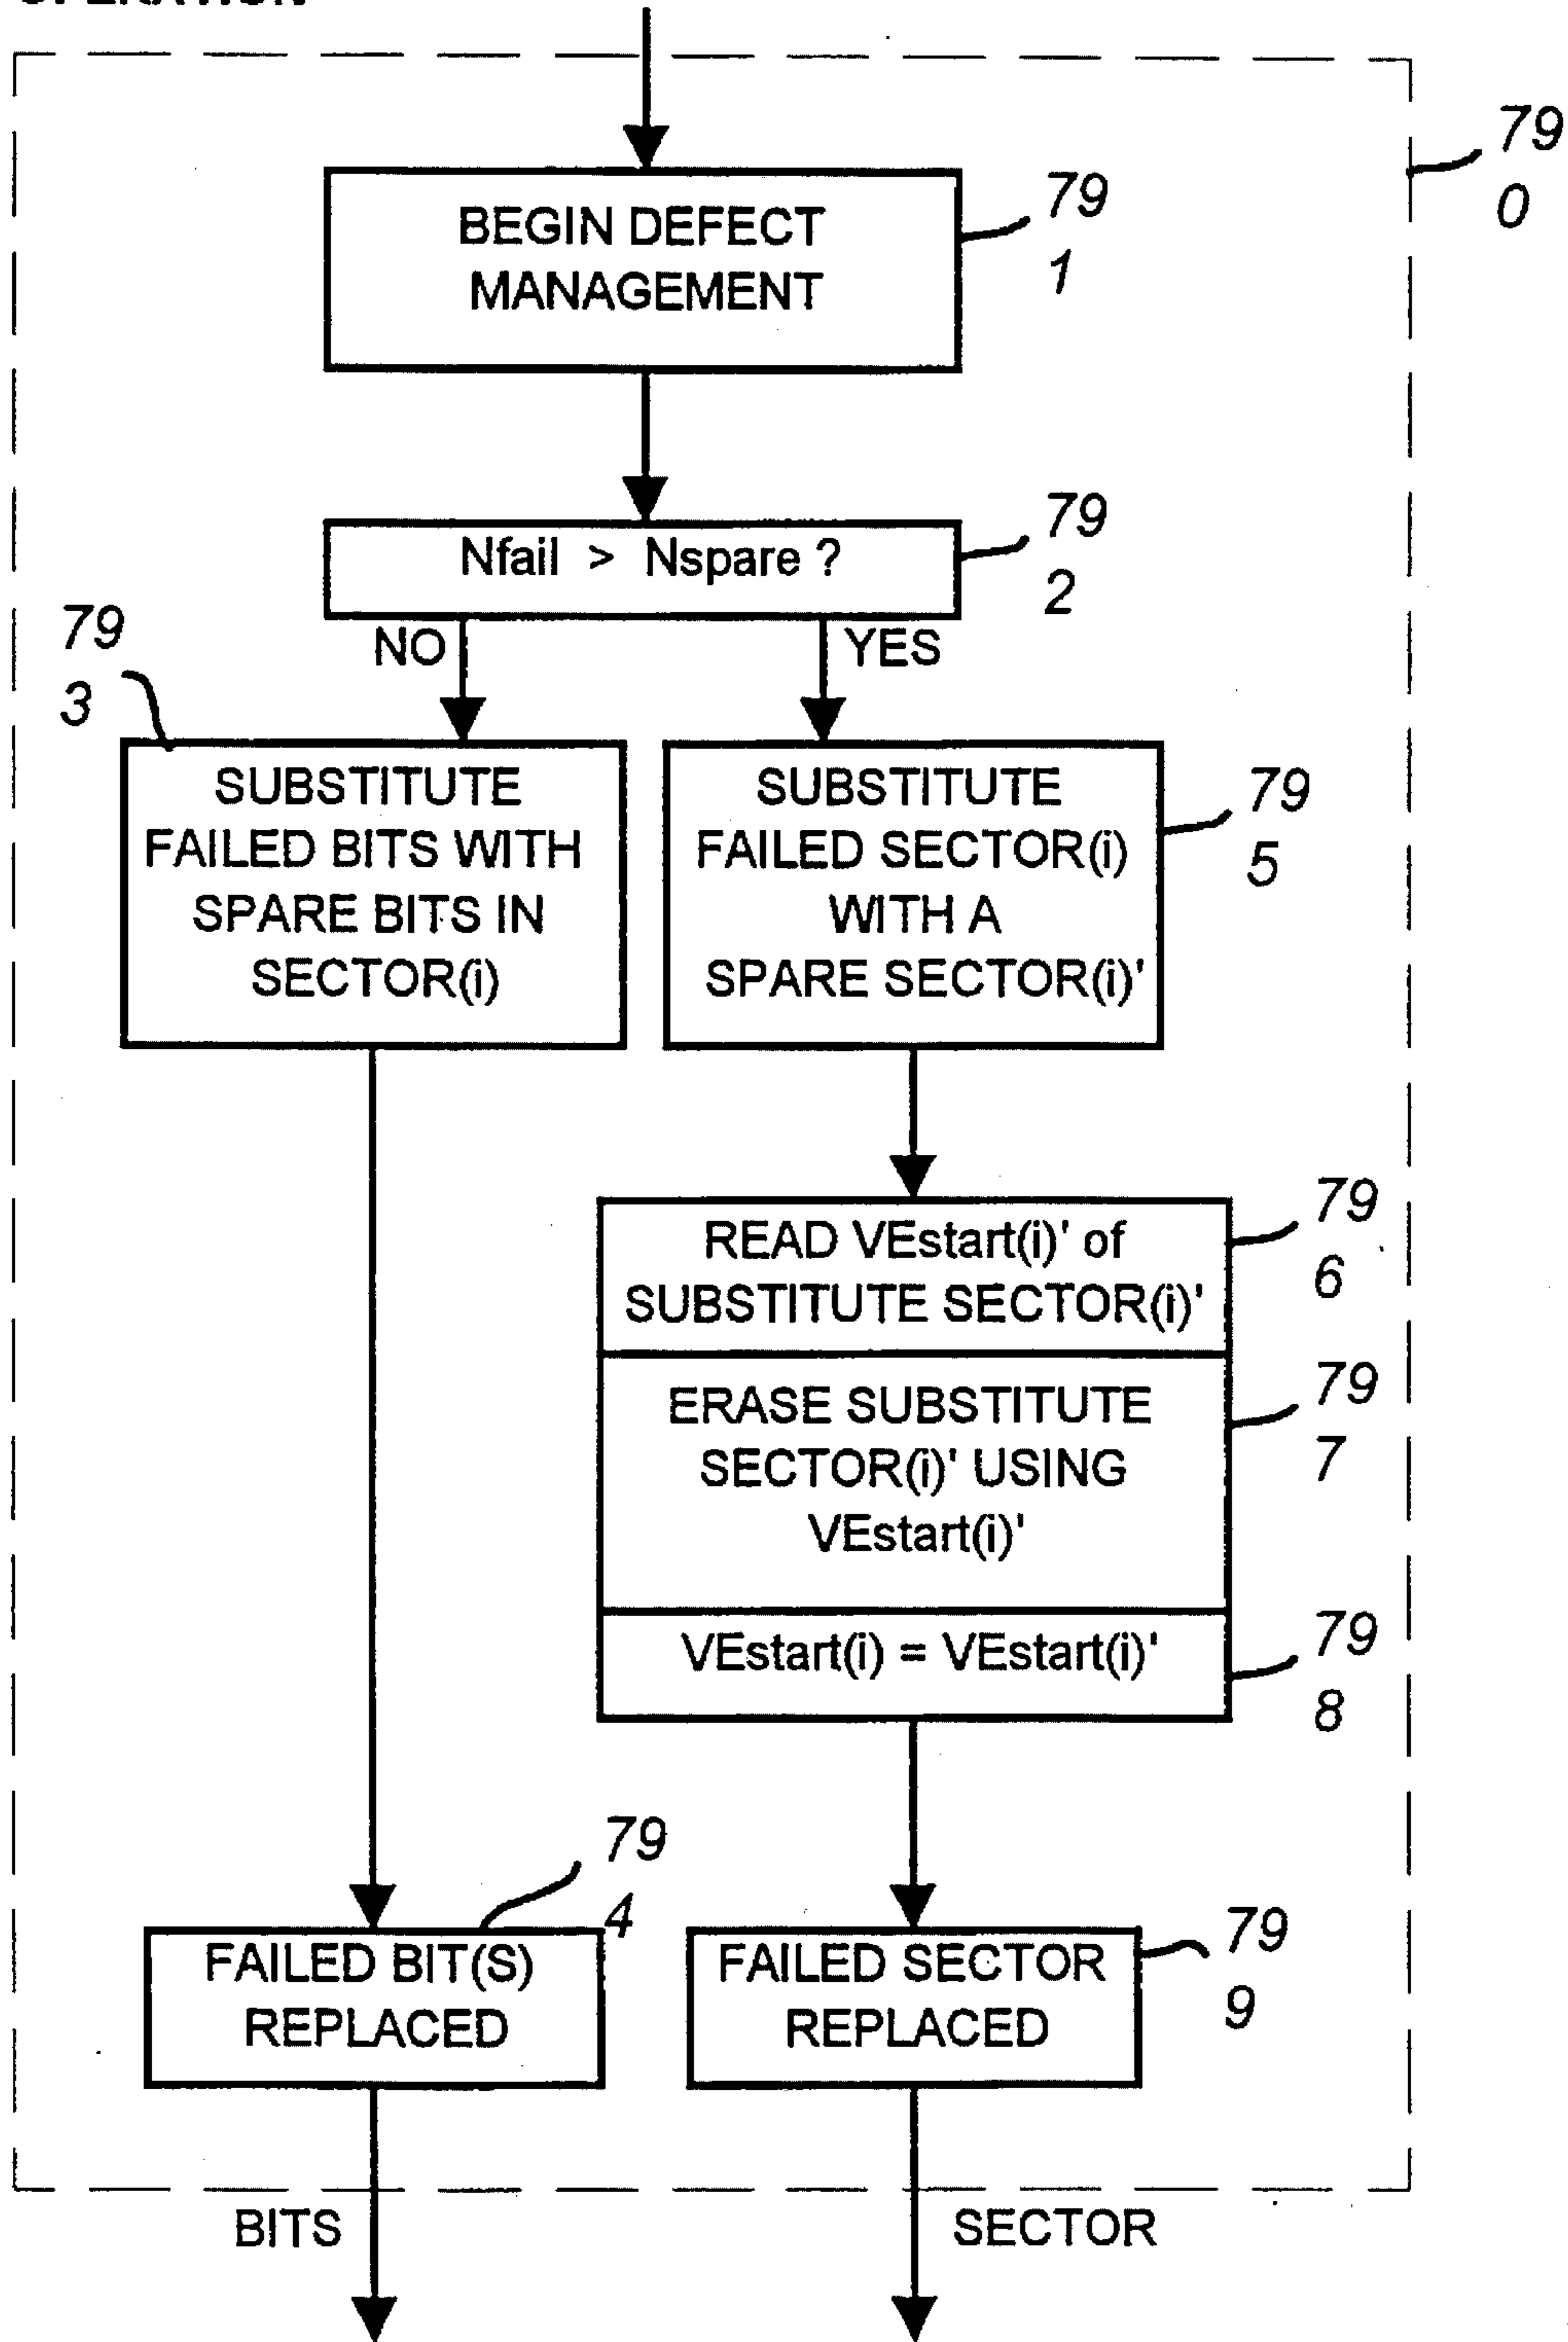 79
0
BEGIN DEFECT
MANAGEMENT
79
1
Nfail > Nspare ?
79
2
NO
YES
79
3
SUBSTITUTE
FAILED BITS WITH
SPARE BITS IN
SECTOR(i)
SUBSTITUTE
FAILED SECTOR(i)
WITH A
SPARE SECTOR(i)'
79
5
READ VEstart(i)' of
SUBSTITUTE SECTOR(i)'
79
6
ERASE SUBSTITUTE
SECTOR(i)' USING
VEstart(i)'
79
7
VEstart(i) = VEstart(i)'
79
8
79
4
FAILED BIT(S)
REPLACED
FAILED SECTOR
REPLACED
79
9
BITS
SECTOR